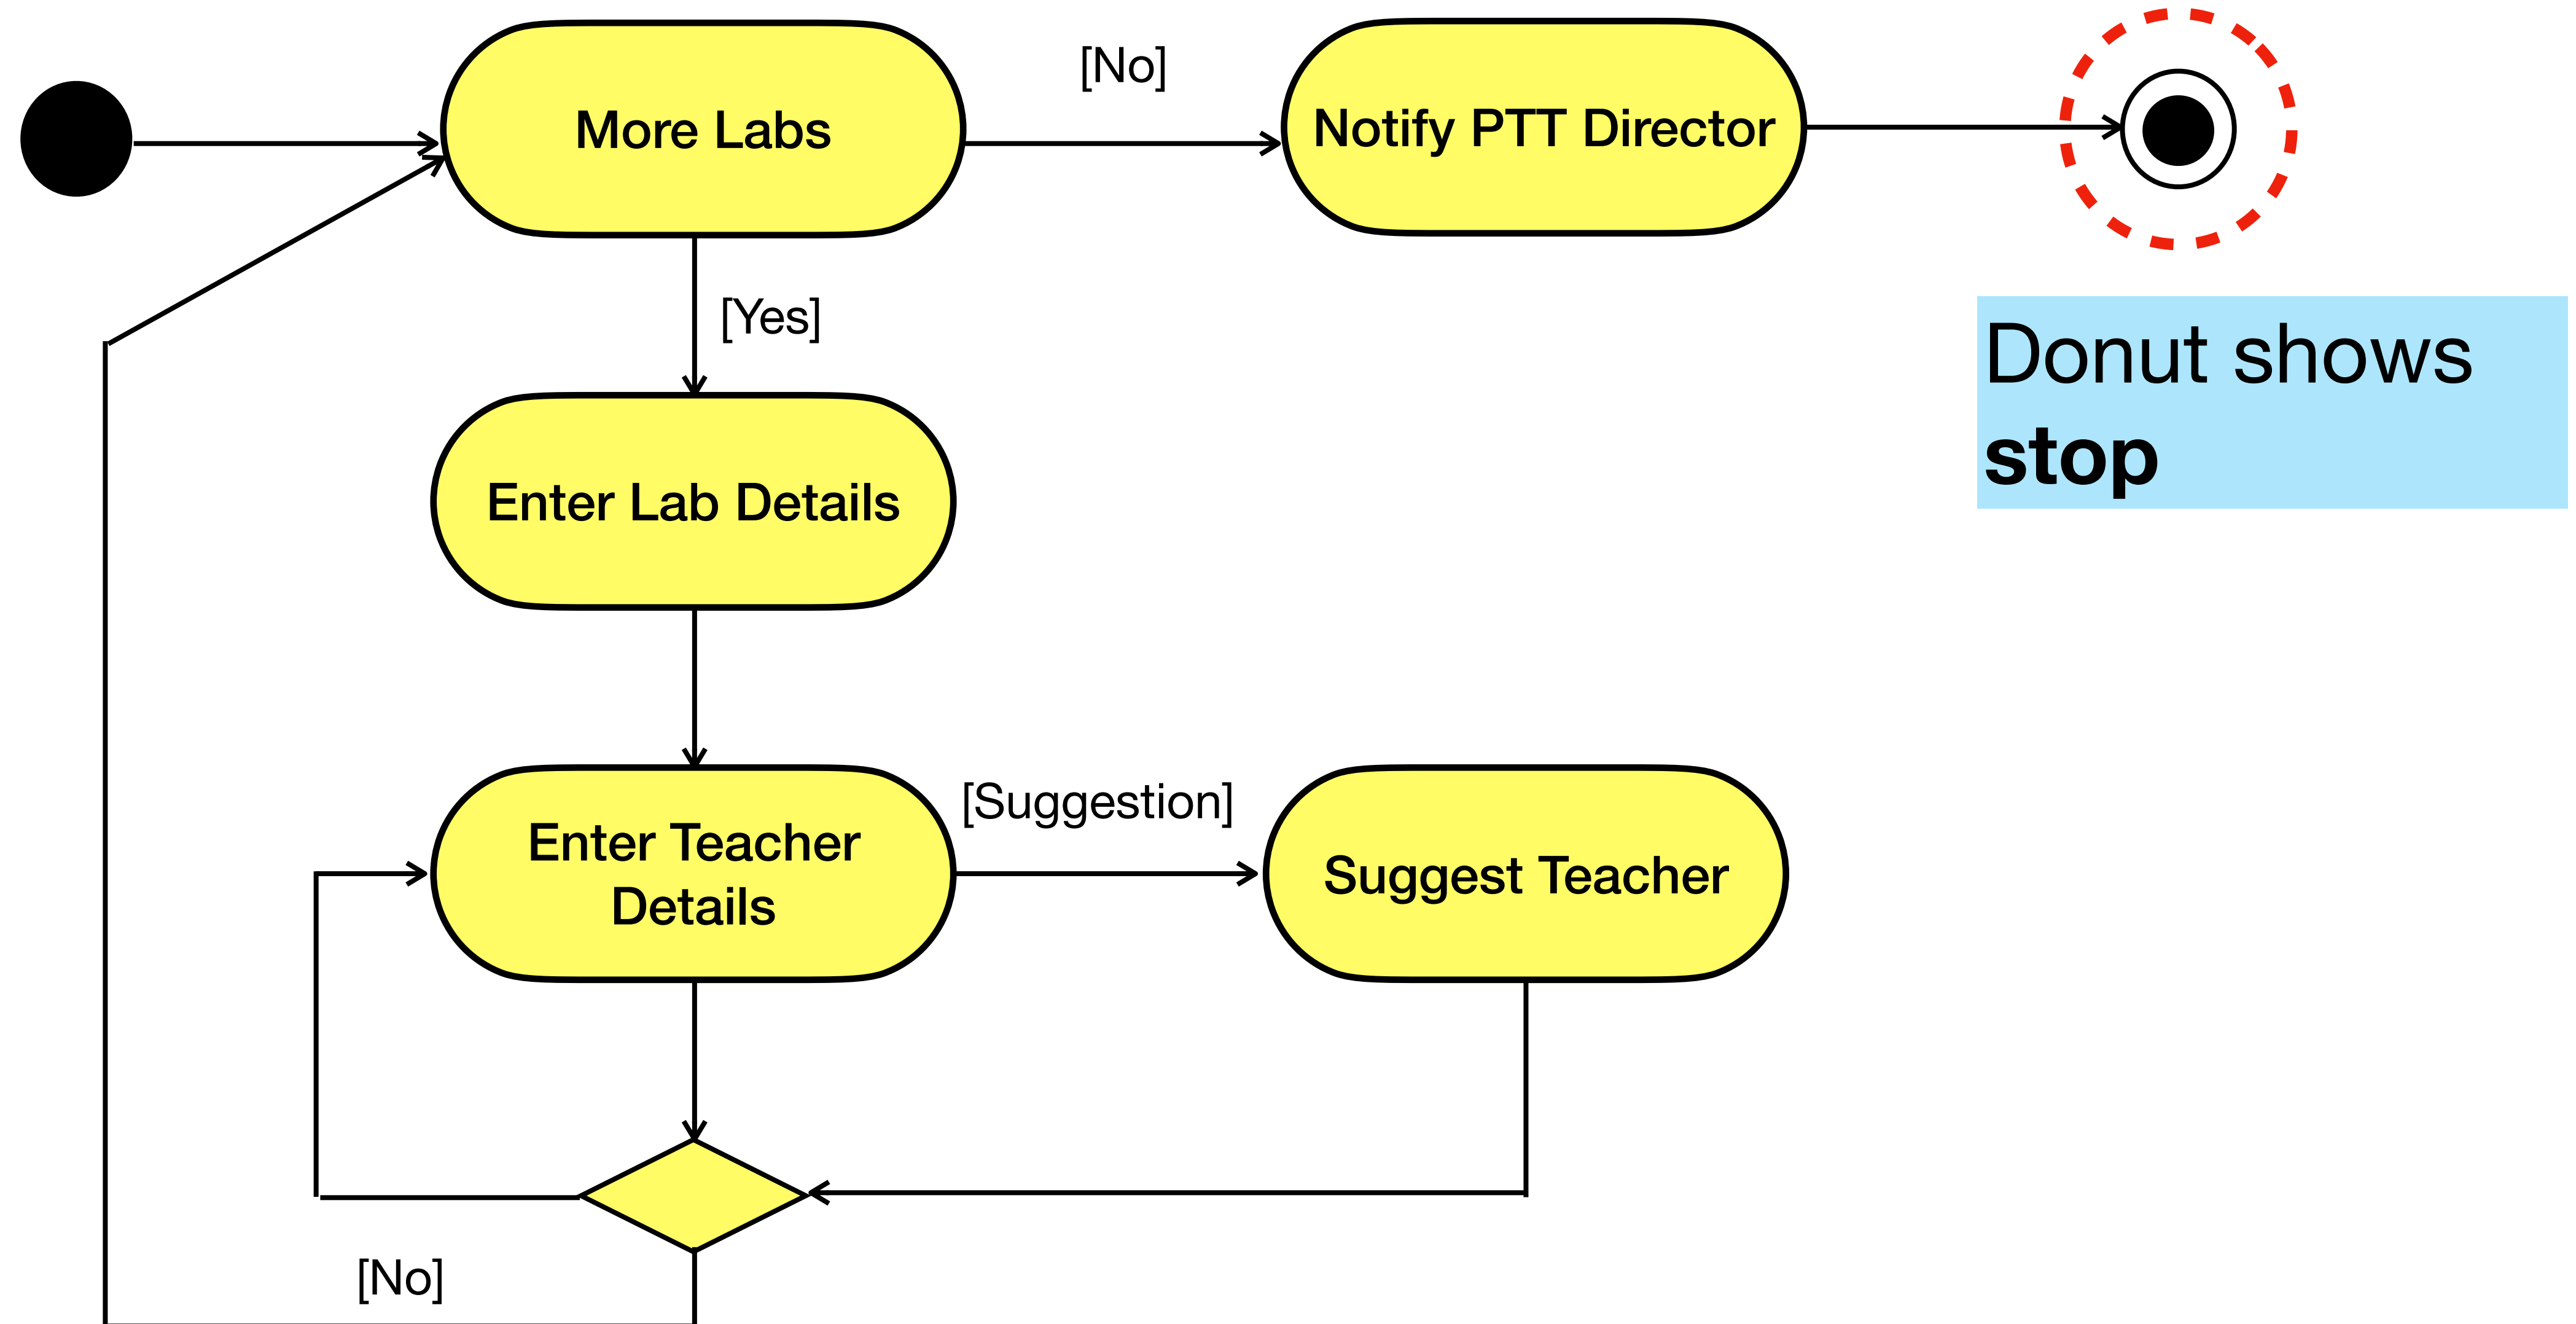 More Labs
[No]
Notify PTT Director
[Yes]
Donut shows
stop
Enter Lab Details
Enter Teacher
Details
[Suggestion]
Suggest Teacher
[No]